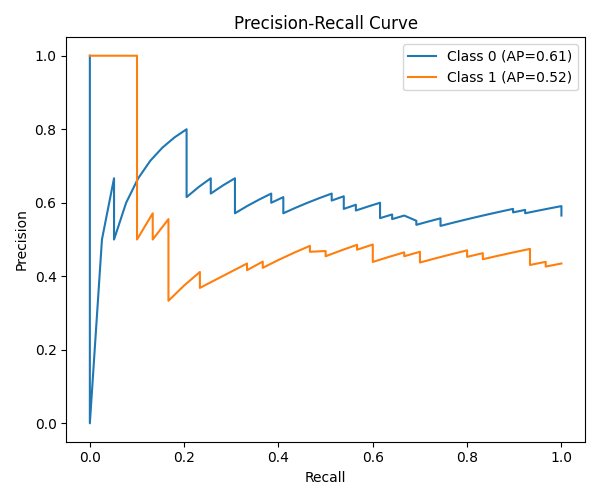 Precision-Recall Curve
Class 0 (AP=0.61)
Class 1 (AP=0.52)
Precision
1.0
0.8
0.6
0.4
0.2
0.0
0.0 0.2 0.4 0.6 0.8 1.0
Recall